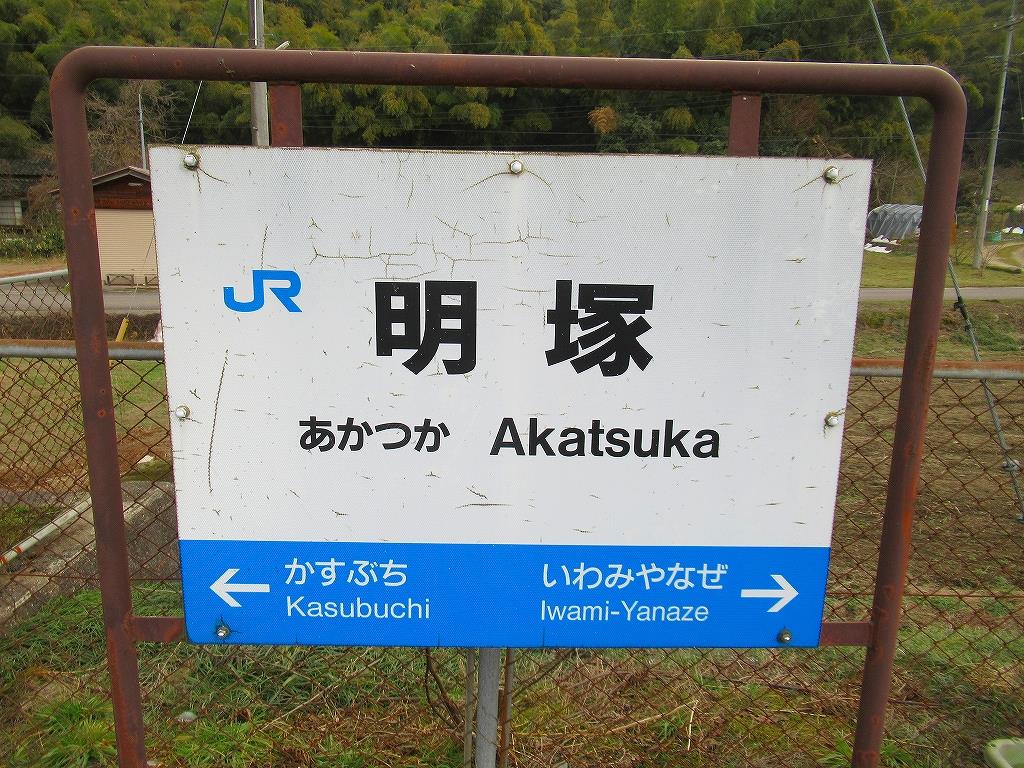 JR
明塚
あかつか Akatsuka
← かすぶち いわみやなぜ →
Kasubuchi Iwami-Yanaze